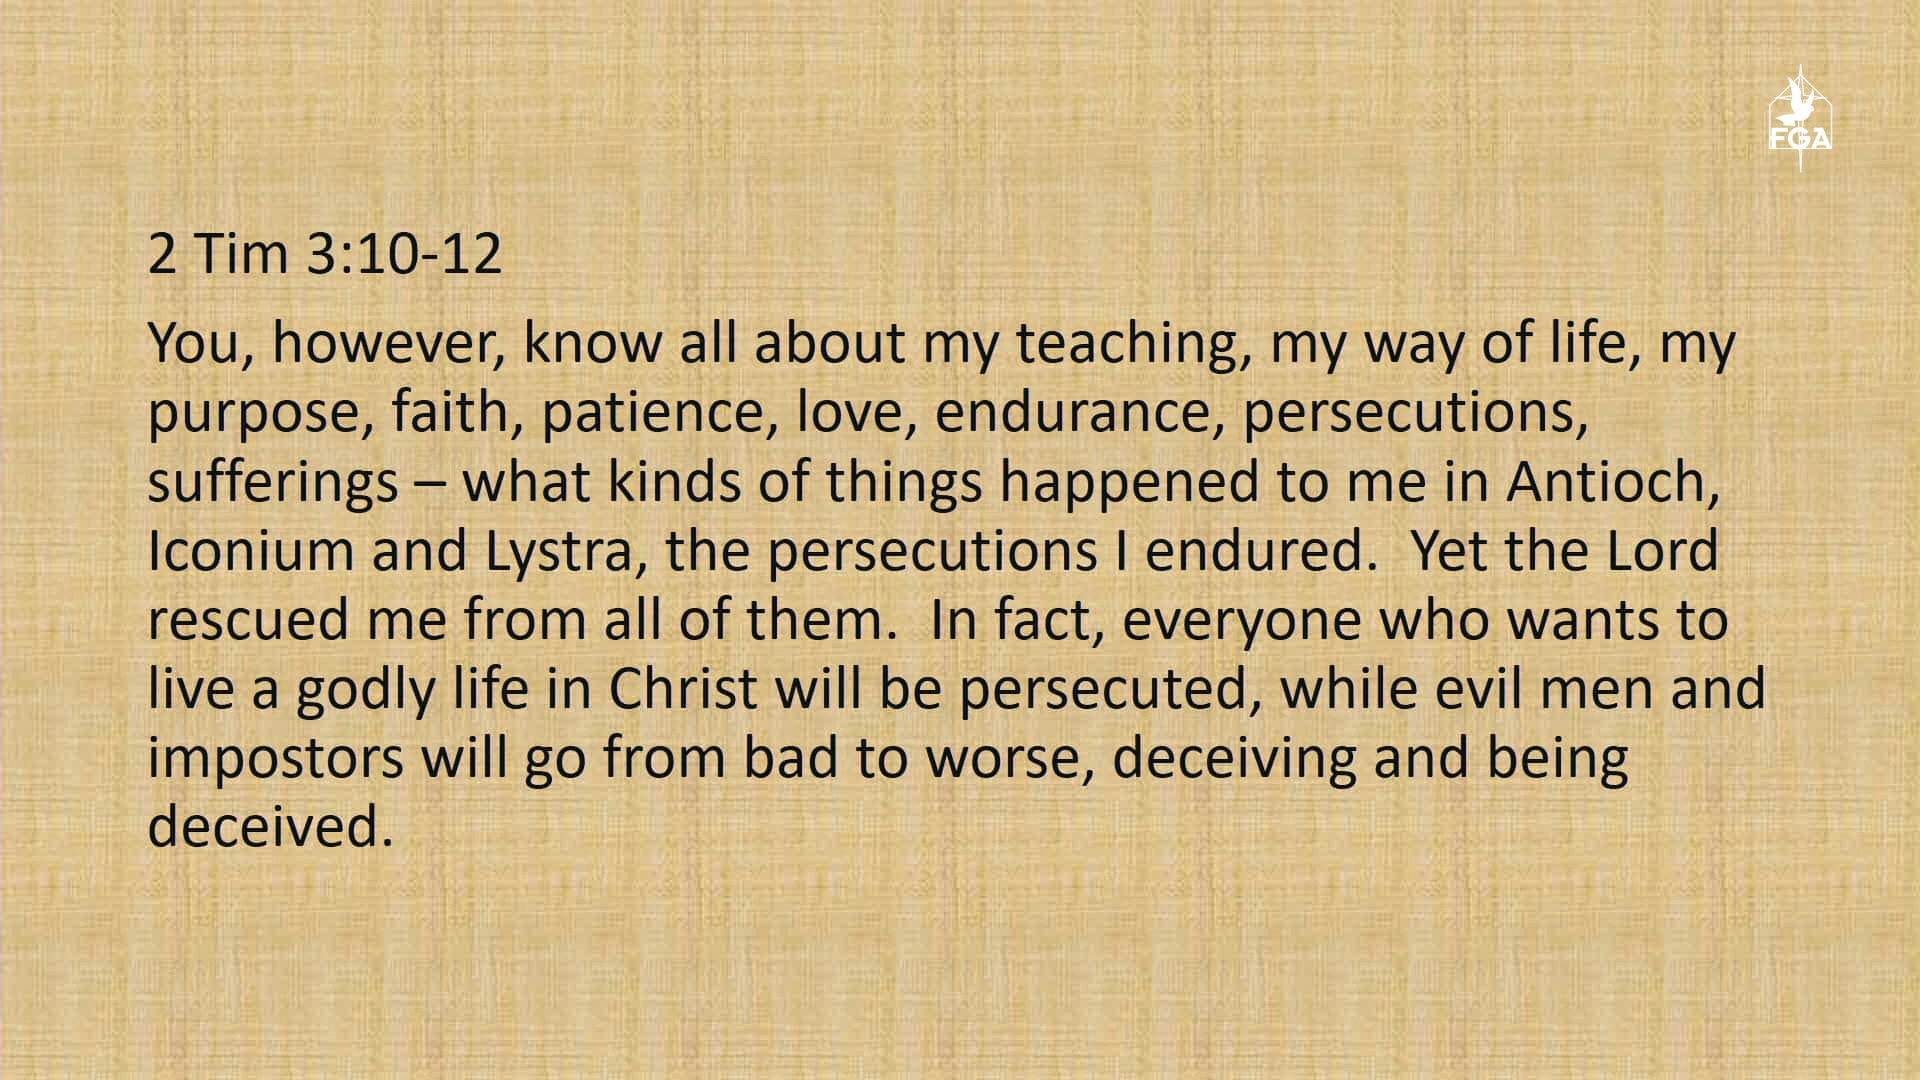 FGA
2 Tim 3:10-12
You, however, know all about my teaching, my way of life, my
purpose, faith, patience, love, endurance, persecutions,
sufferings – what kinds of things happened to me in Antioch,
Iconium and Lystra, the persecutions I endured.  Yet the Lord
rescued me from all of them.  In fact, everyone who wants to
live a godly life in Christ will be persecuted, while evil men and
impostors will go from bad to worse, deceiving and being
deceived.